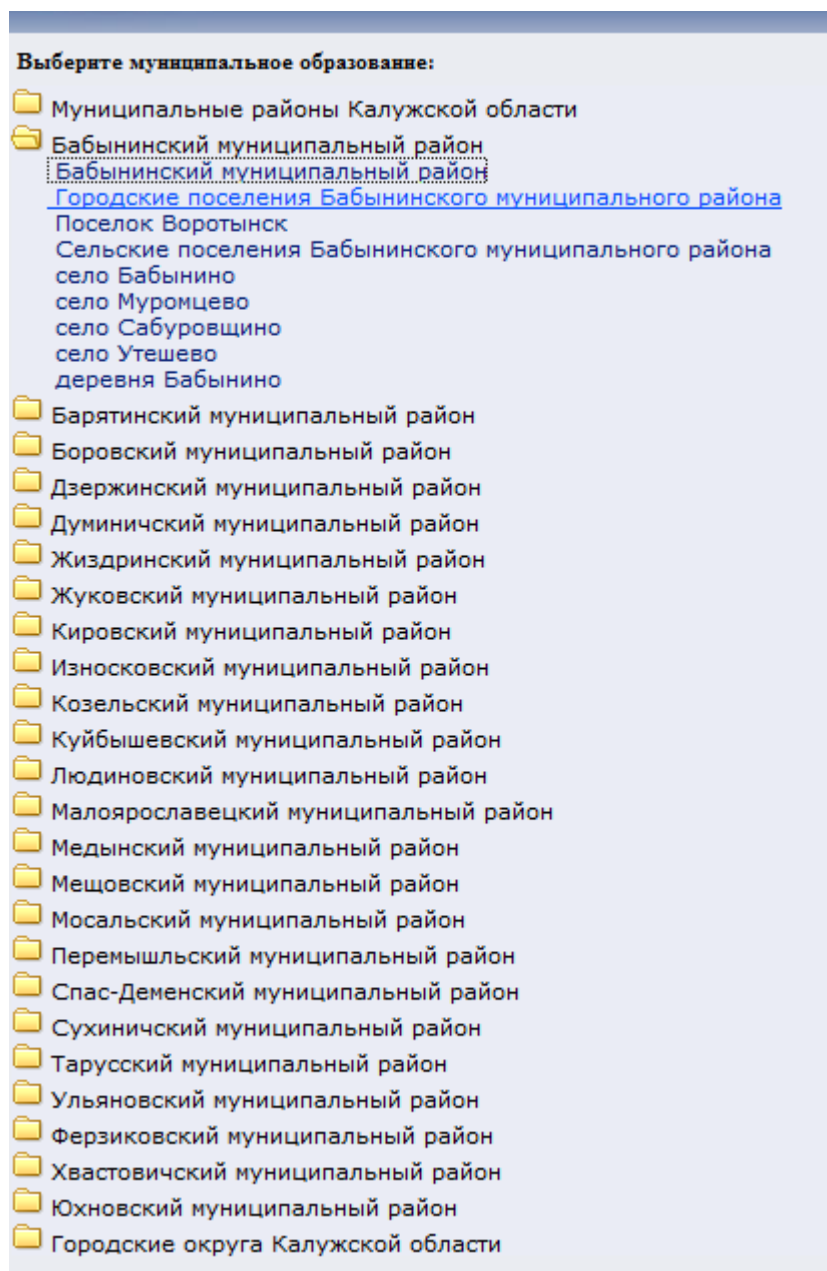 Выберите муниципальное образование:
Муниципальные районы Калужской области
Бабынинский муниципальный район
Бабынинский муниципальный район
Городские поселения Бабынинского муниципального района
Поселок Воротынск
Сельские поселения Бабынинского муниципального района
село Бабынино
село Муромцево
село Сабуровщино
село Утешево
деревня Бабынино
Барятинский муниципальный район
Боровский муниципальный район
Дзержинский муниципальный район
Думиничский муниципальный район
Жиздринский муниципальный район
Жуковский муниципальный район
Кировский муниципальный район
Износковский муниципальный район
Козельский муниципальный район
Куйбышевский муниципальный район
Людиновский муниципальный район
Малоярославецкий муниципальный район
Медынский муниципальный район
Мещовский муниципальный район
Мосальский муниципальный район
Перемышльский муниципальный район
Спас-Деменский муниципальный район
Сухиничский муниципальный район
Тарусский муниципальный район
Ульяновский муниципальный район
Ферзиковский муниципальный район
Хвастовичский муниципальный район
Юхновский муниципальный район
Городские округа Калужской области